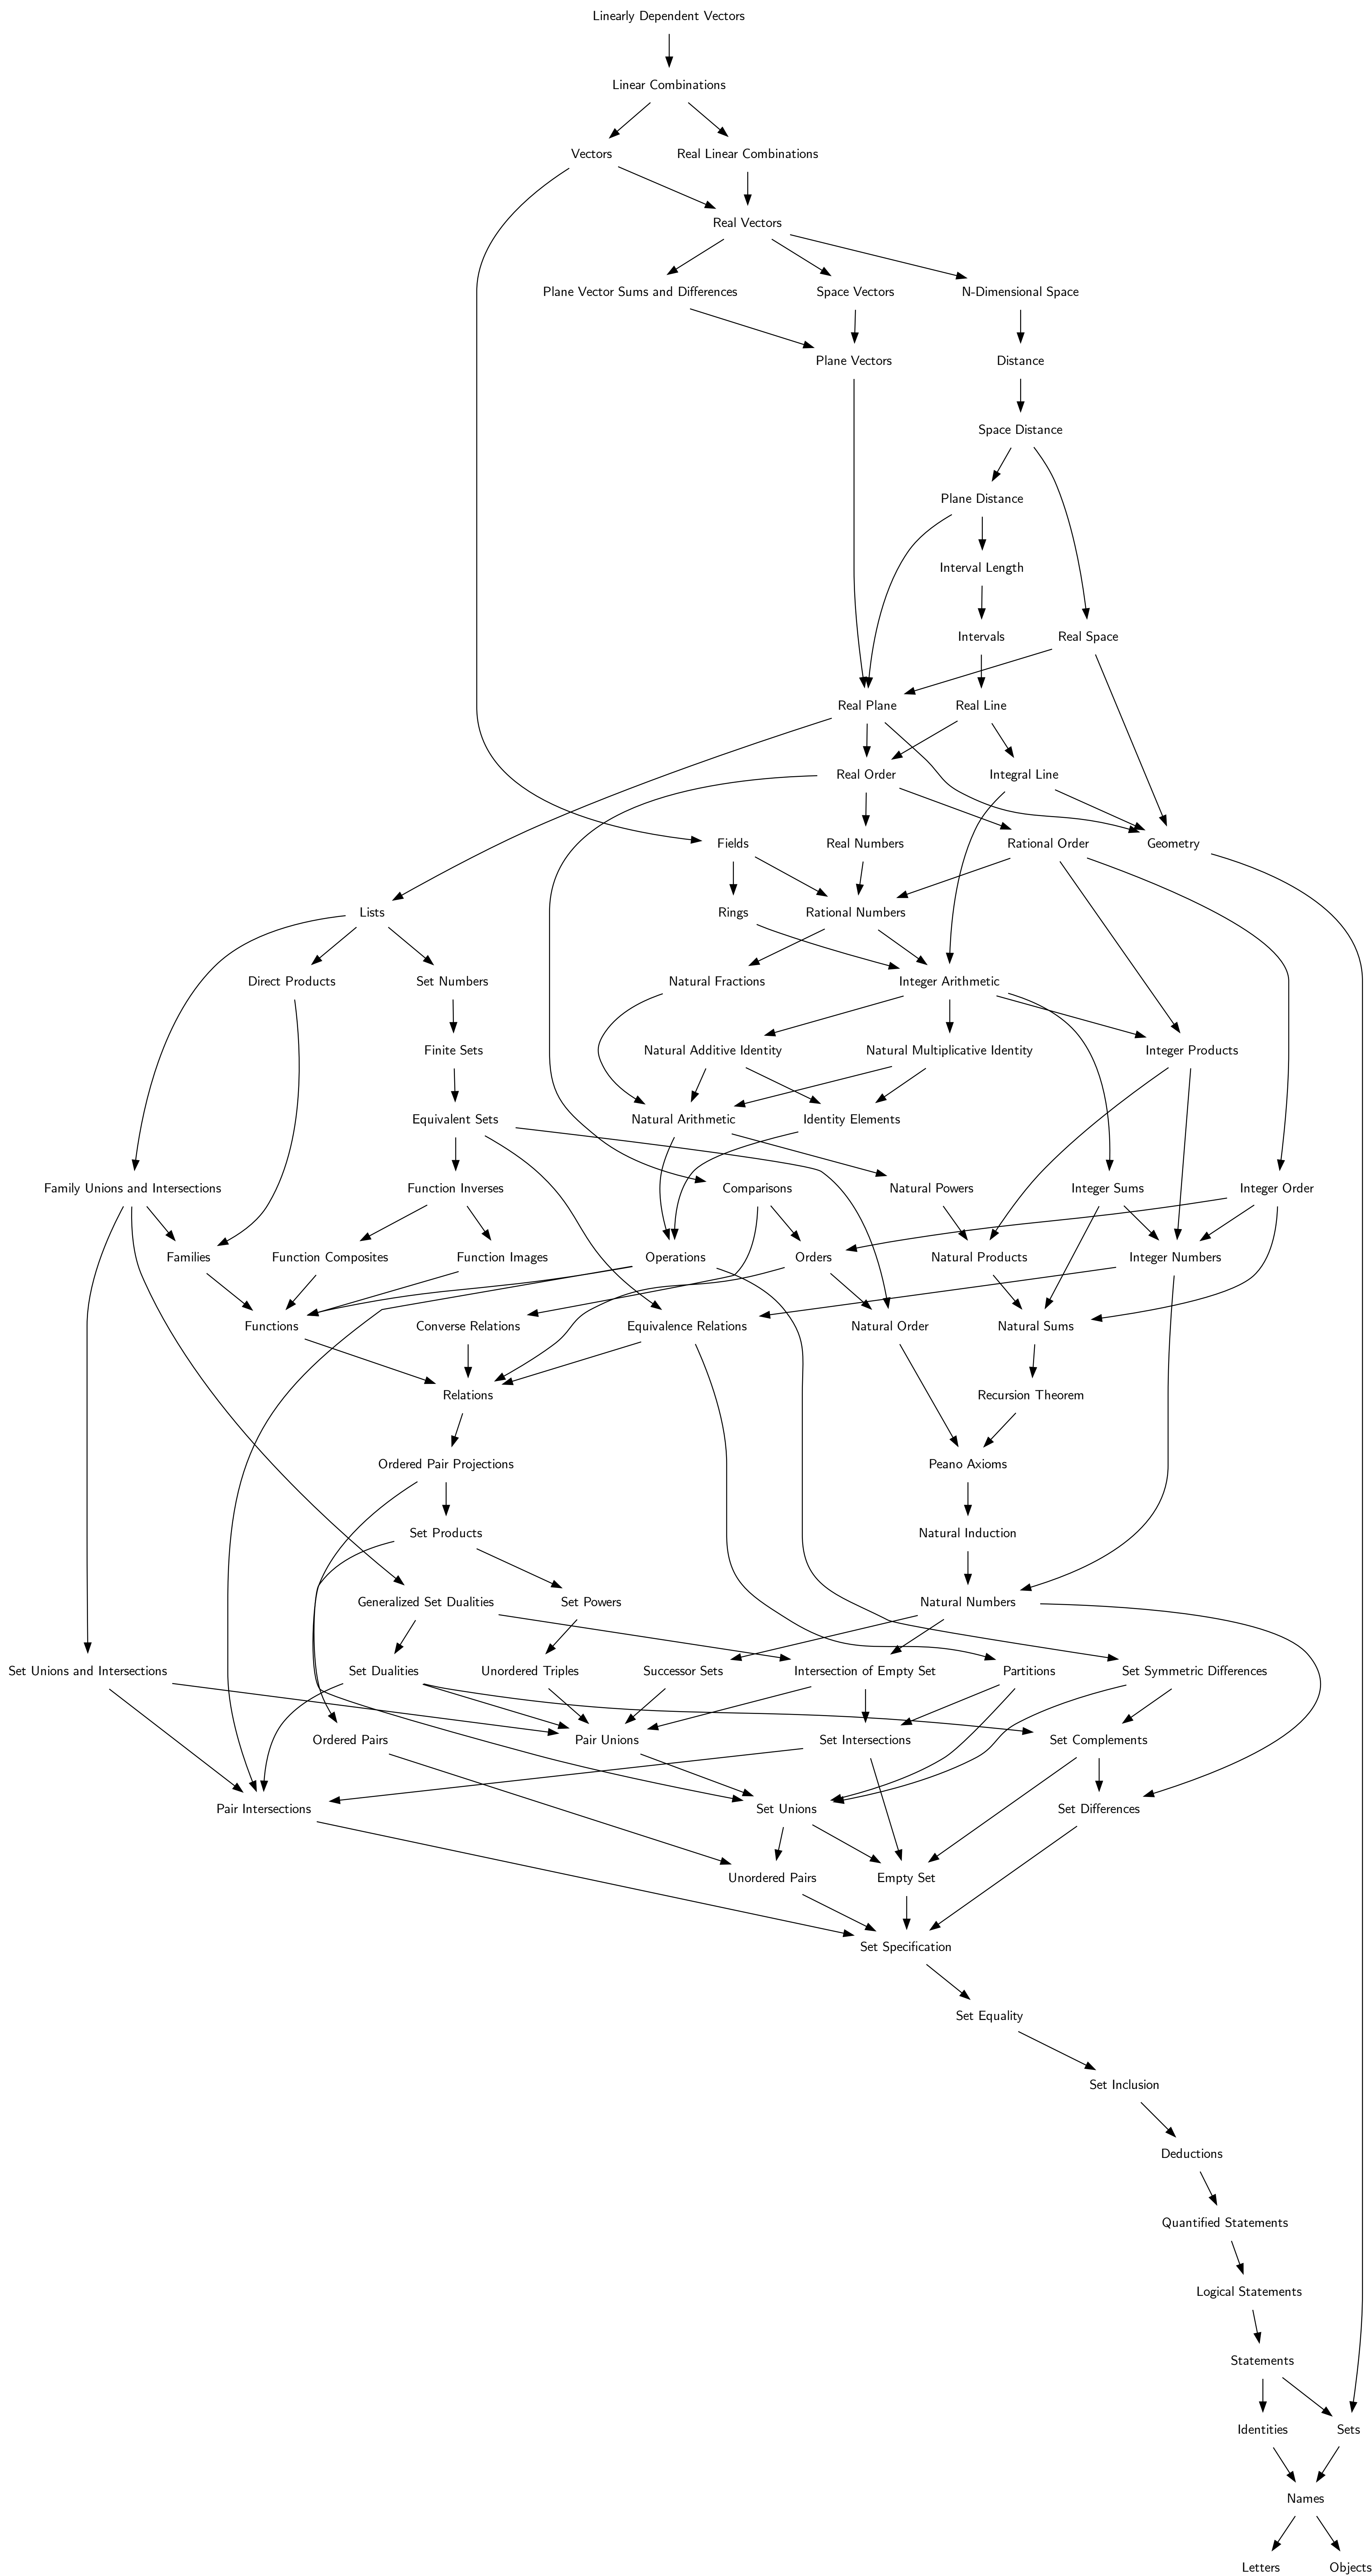 Linearly Dependent Vectors
Linear Combinations
Vectors
Real Linear Combinations
Real Vectors
Plane Vector Sums and Differences
Space Vectors
N-Dimensional Space
Plane Vectors
Distance
Space Distance
Plane Distance
Interval Length
Intervals
Real Space
Real Plane
Real Line
Real Order
Integral Line
Fields
Real Numbers
Rational Order
Geometry
Lists
Rings
Rational Numbers
Direct Products
Set Numbers
Natural Fractions
Integer Arithmetic
Finite Sets
Natural Additive Identity
Natural Multiplicative Identity
Integer Products
Equivalent Sets
Natural Arithmetic
Identity Elements
Family Unions and Intersections
Function Inverses
Comparisons
Natural Powers
Integer Sums
Integer Order
Families
Function Composites
Function Images
Operations
Orders
Natural Products
Integer Numbers
Functions
Converse Relations
Equivalence Relations
Natural Order
Natural Sums
Relations
Recursion Theorem
Ordered Pair Projections
Peano Axioms
Set Products
Natural Induction
Generalized Set Dualities
Set Powers
Natural Numbers
Set Unions and Intersections
Set Dualities
Unordered Triples
Successor Sets
Intersection of Empty Set
Partitions
Set Symmetric Differences
Ordered Pairs
Pair Unions
Set Intersections
Set Complements
Pair Intersections
Set Unions
Set Differences
Unordered Pairs
Empty Set
Set Specification
Set Equality
Set Inclusion
Deductions
Quantified Statements
Logical Statements
Statements
Identities
Sets
Names
Letters
Objects